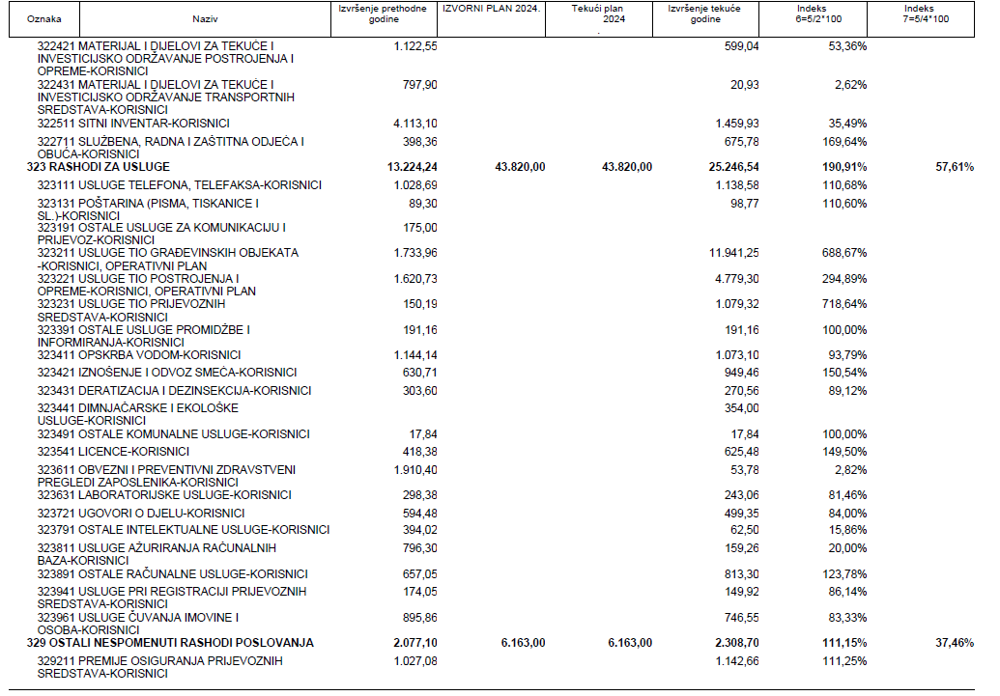 Oznaka Naziv Izvršenje prethodne godine IZVORNI PLAN 2024. Tekući plan 2024 . Izvršenje tekuće godine Indeks 6=5/2*100 Indeks 7=5/4*100
322421 MATERIJAL I DIJELOVI ZA TEKUĆE I 1.122,55 599,04 53,36%
INVESTICIJSKO ODRŽAVANJE POSTROJENJA I
OPREME-KORISNICI
322431 MATERIJAL I DIJELOVI ZA TEKUĆE I 797,90 20,93 2,62%
INVESTICIJSKO ODRŽAVANJE TRANSPORTNIH
SREDSTAVA-KORISNICI
322511 SITNI INVENTAR-KORISNICI 4.113,10 1.459,93 35,49%
322711 SLUŽBENA, RADNA I ZAŠTITNA ODJEĆA I 398,36 675,78 169,64%
OBUĆA-KORISNICI
323 RASHODI ZA USLUGE 13.224,24 43.820,00 43.820,00 25.246,54 190,91% 57,61%
323111 USLUGE TELEFONA, TELEFAKSA-KORISNICI 1.028,69 1.138,58 110,68%
323131 POŠTARINA (PISMA, TISKANICE I 89,30 98,77 110,60%
SL.)-KORISNICI
323191 OSTALE USLUGE ZA KOMUNIKACIJU I 175,00
PRIJEVOZ-KORISNICI
323211 USLUGE TIO GRAĐEVINSKIH OBJEKATA 1.733,96 11.941,25 688,67%
-KORISNICI, OPERATIVNI PLAN
323221 USLUGE TIO POSTROJENJA I 1.620,73 4.779,30 294,89%
OPREME-KORISNICI, OPERATIVNI PLAN
323231 USLUGE TIO PRIJEVOZNIH 150,19 1.079,32 718,64%
SREDSTAVA-KORISNICI
323391 OSTALE USLUGE PROMIDŽBE I 191,16 191,16 100,00%
INFORMIRANJA-KORISNICI
323411 OPSKRBA VODOM-KORISNICI 1.144,14 1.073,10 93,79%
323421 IZNOŠENJE I ODVOZ SMEĆA-KORISNICI 630,71 949,46 150,54%
323431 DERATIZACIJA I DEZINSEKCIJA-KORISNICI 303,60 270,56 89,12%
323441 DIMNJAČARSKE I EKOLOŠKE 354,00
USLUGE-KORISNICI
323491 OSTALE KOMUNALNE USLUGE-KORISNICI 17,84 17,84 100,00%
323541 LICENCE-KORISNICI 418,38 625,48 149,50%
323611 OBVEZNI I PREVENTIVNI ZDRAVSTVENI 1.910,40 53,78 2,82%
PREGLEDI ZAPOSLENIKA-KORISNICI
323631 LABORATORIJSKE USLUGE-KORISNICI 298,38 243,06 81,46%
323721 UGOVORI O DJELU-KORISNICI 594,48 499,35 84,00%
323791 OSTALE INTELEKTUALNE USLUGE-KORISNICI 394,02 62,50 15,86%
323811 USLUGE AŽURIRANJA RAČUNALNIH 796,30 159,26 20,00%
BAZA-KORISNICI
323891 OSTALE RAČUNALNE USLUGE-KORISNICI 657,05 813,30 123,78%
323941 USLUGE PRI REGISTRACIJI PRIJEVOZNIH 174,05 149,92 86,14%
SREDSTAVA-KORISNICI
323961 USLUGE ČUVANJA IMOVINE I 895,86 746,55 83,33%
OSOBA-KORISNICI
329 OSTALI NESPOMENUTI RASHODI POSLOVANJA 2.077,10 6.163,00 6.163,00 2.308,70 111,15% 37,46%
329211 PREMIJE OSIGURANJA PRIJEVOZNIH 1.027,08 1.142,66 111,25%
SREDSTAVA-KORISNICI